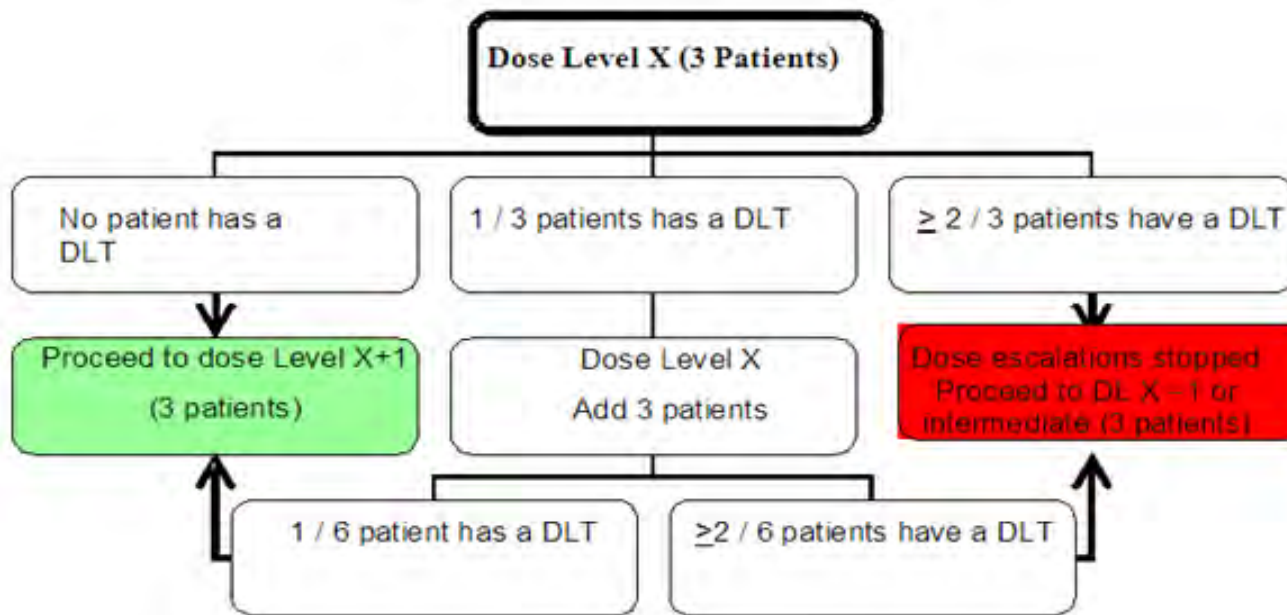 Dose Level X (3 Patients)
No patient has a
DLT
1 / 3 patients has a DLT
≥ 2 / 3 patients have a DLT
Proceed to dose Level X+1
(3 patients)
Dose Level X
Add 3 patients
Dose escalations stopped
Proceed to DL X –1 or
intermediate (3 patients)
1 / 6 patient has a DLT
≥2 / 6 patients have a DLT